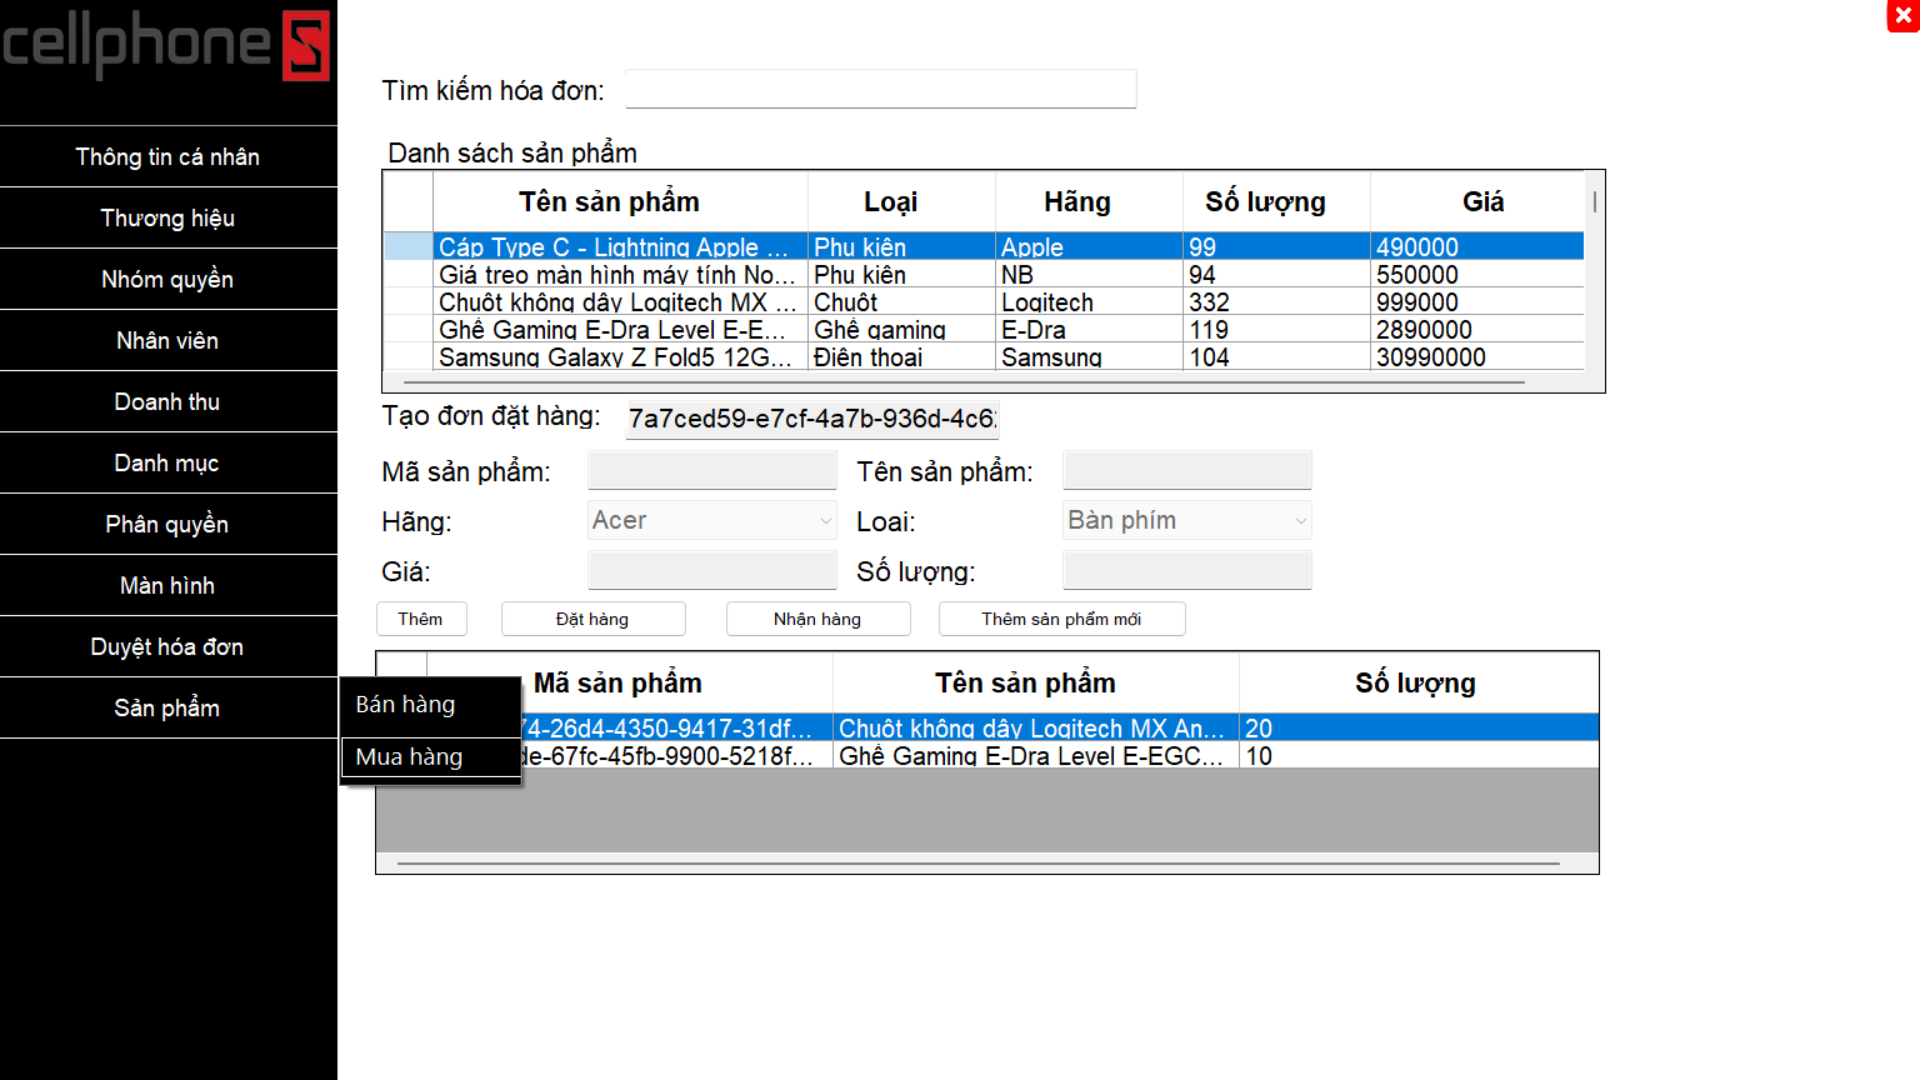 cellphone S
Thông tin cá nhân
Thương hiệu
Nhóm quyền
Nhân viên
Doanh thu
Danh mục
Phân quyền
Màn hình
Duyệt hóa đơn
Sản phẩm
Bán hàng
Mua hàng
Tìm kiếm hóa đơn:
Danh sách sản phẩm
Tên sản phẩm Loại Hãng Số lượng Giá
Cáp Type C - Lightning Apple ... Phụ kiện Apple 99 490000
Giá treo màn hình máy tính No... Phụ kiện NB 94 550000
Chuột không dây Logitech MX ... Chuột Logitech 332 999000
Ghế Gaming E-Dra Level E-E... Ghế gaming E-Dra 119 2890000
Samsung Galaxy Z Fold5 12G... Điện thoại Samsung 104 30990000
Tạo đơn đặt hàng: 7a7ced59-e7cf-4a7b-936d-4c6
Mã sản phẩm: Tên sản phẩm:
Hãng: Acer Loai: Bàn phím
Giá: Số lượng:
Thêm Đặt hàng Nhận hàng Thêm sản phẩm mới
Mã sản phẩm Tên sản phẩm Số lượng
74-26d4-4350-9417-31df... Chuột không dây Logitech MX An... 20
de-67fc-45fb-9900-5218f... Ghế Gaming E-Dra Level E-EGC... 10